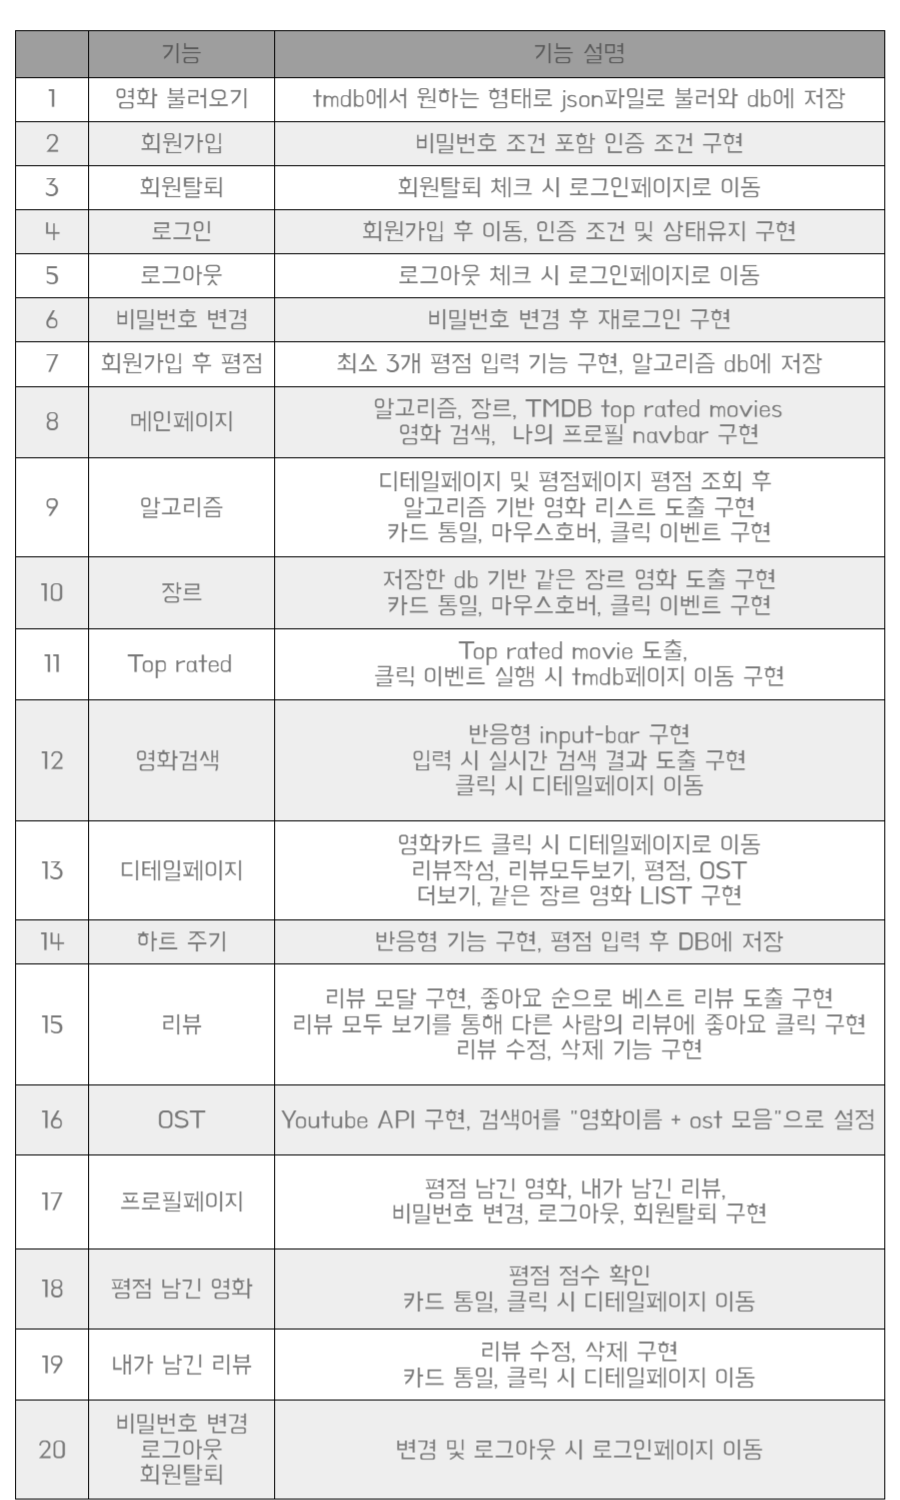 기능 기능 설명
1 영화 불러오기 tmdb에서 원하는 형태로 json파일로 불러와 db에 저장
2 회원가입 비밀번호 조건 포함 인증 조건 구현
3 회원탈퇴 회원탈퇴 체크 시 로그인페이지로 이동
4 로그인 회원가입 후 이동, 인증 조건 및 상태유지 구현
5 로그아웃 로그아웃 체크 시 로그인페이지로 이동
6 비밀번호 변경 비밀번호 변경 후 재로그인 구현
7 회원가입 후 평점 최소 3개 평점 입력 기능 구현, 알고리즘 db에 저장
8 메인페이지 알고리즘, 장르, TMDB top rated movies
영화 검색, 나의 프로필 navbar 구현
9 알고리즘 디테일페이지 및 평점페이지 평점 조회 후
알고리즘 기반 영화 리스트 도출 구현
카드 통일, 마우스호버, 클릭 이벤트 구현
10 장르 저장한 db 기반 같은 장르 영화 도출 구현
카드 통일, 마우스호버, 클릭 이벤트 구현
11 Top rated Top rated movie 도출,
클릭 이벤트 실행 시 tmdb페이지 이동 구현
12 영화검색 반응형 input-bar 구현
입력 시 실시간 검색 결과 도출 구현
클릭 시 디테일페이지 이동
13 디테일페이지 영화카드 클릭 시 디테일페이지로 이동
리뷰작성, 리뷰모두보기, 평점, OST
더보기, 같은 장르 영화 LIST 구현
14 하트 주기 반응형 기능 구현, 평점 입력 후 DB에 저장
15 리뷰 리뷰 모달 구현, 좋아요 순으로 베스트 리뷰 도출 구현
리뷰 모두 보기를 통해 다른 사람의 리뷰에 좋아요 클릭 구현
리뷰 수정, 삭제 기능 구현
16 OST Youtube API 구현, 검색어를 "영화이름 + ost 모음"으로 설정
17 프로필페이지 평점 남긴 영화, 내가 남긴 리뷰,
비밀번호 변경, 로그아웃, 회원탈퇴 구현
18 평점 남긴 영화 평점 점수 확인
카드 통일, 클릭 시 디테일페이지 이동
19 내가 남긴 리뷰 리뷰 수정, 삭제 구현
카드 통일, 클릭 시 디테일페이지 이동
20 비밀번호 변경
로그아웃
회원탈퇴 변경 및 로그아웃 시 로그인페이지 이동